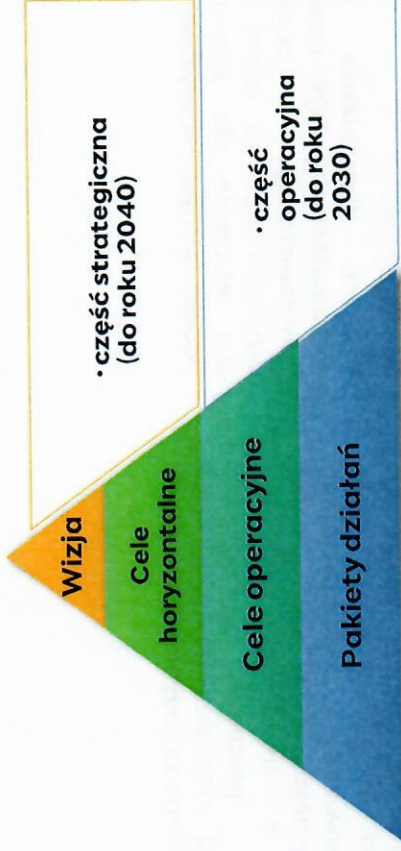 Wizja
Cele
horyzontalne
Cele operacyjne
Pakiety działań
•część strategiczna
(do roku 2040)
•część
operacyjna
(do roku
2030)